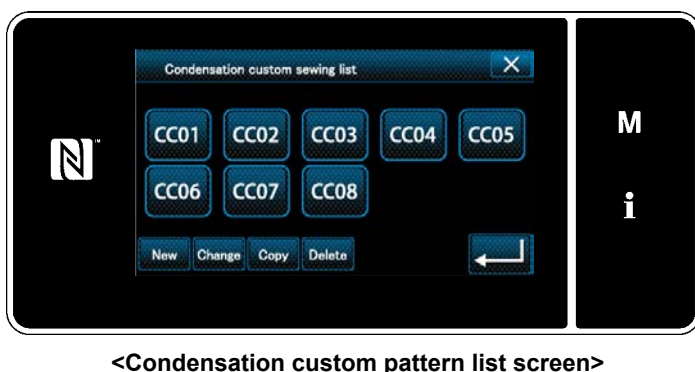 Condensation custom sewing list
M
CC01 CC02 CC03 CC04 CC05
CC06 CC07 CC08
i
New Change Copy Delete
<Condensation custom pattern list screen>